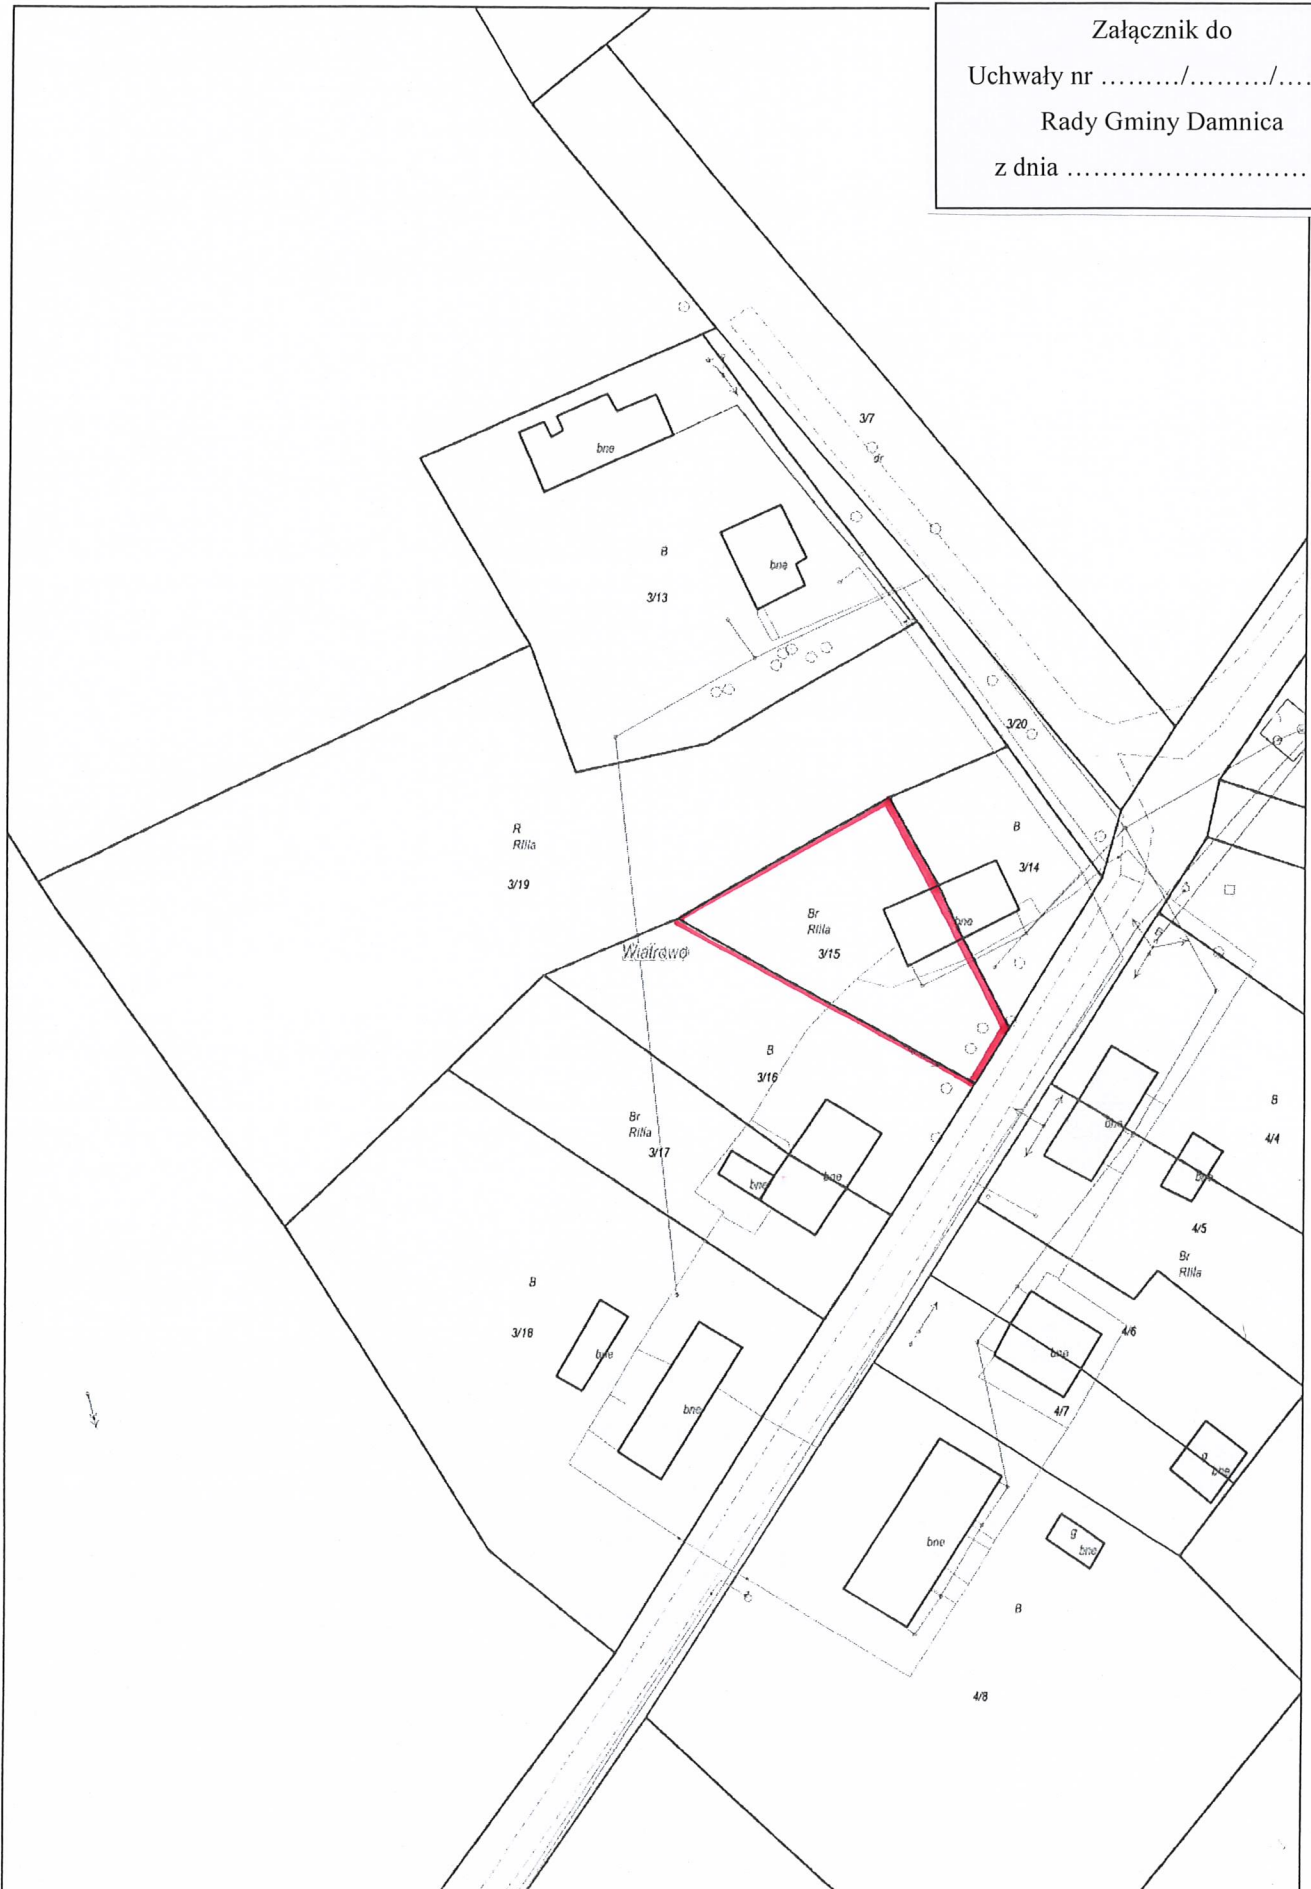 Załącznik do
Uchwały nr ………/………/….
Rady Gminy Damnica
z dnia ………………………
3/7
dr
bne
B
bne
3/13
3/20
R
RIIIa
3/19
B
3/14
Br
RIIIa
3/15
bne
Wiatrowo
B
3/16
Br
RIIIa
3/17
bne
bne
B
4/4
bne
bne
4/5
Br
RIIIa
B
3/18
bne
bne
4/6
bne
4/7
g
bne
bne
g
bne
B
4/8